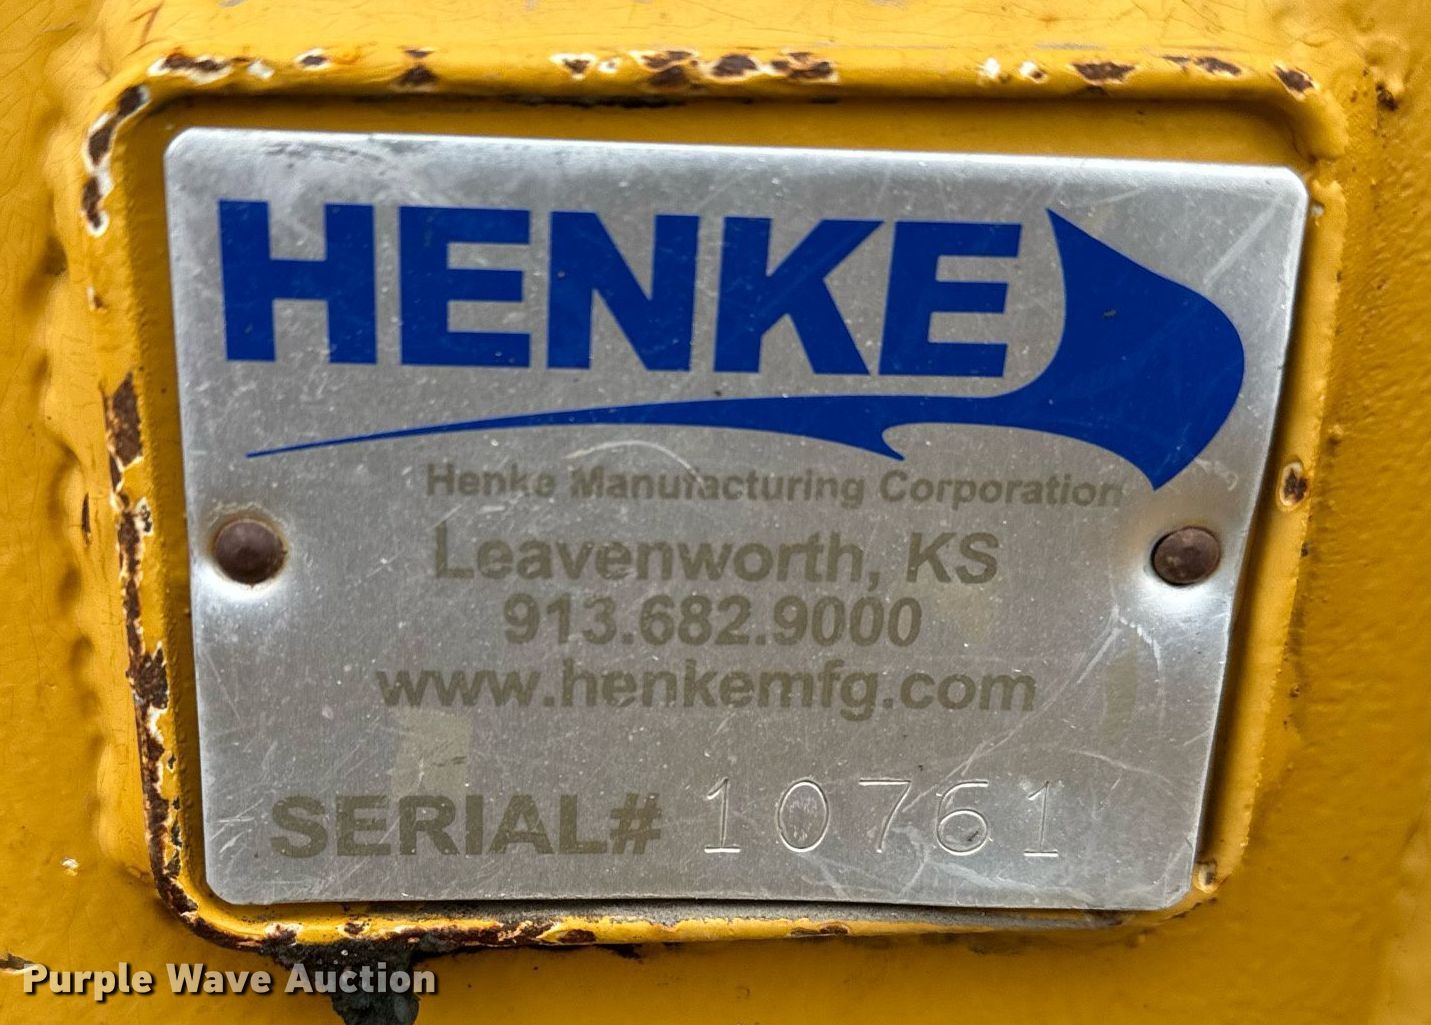 HENKE
Henke Manufacturing Corporation
Leavenworth, KS
913.682.9000
www.henkemfg.com
SERIAL# 10761
Purple Wave Auction